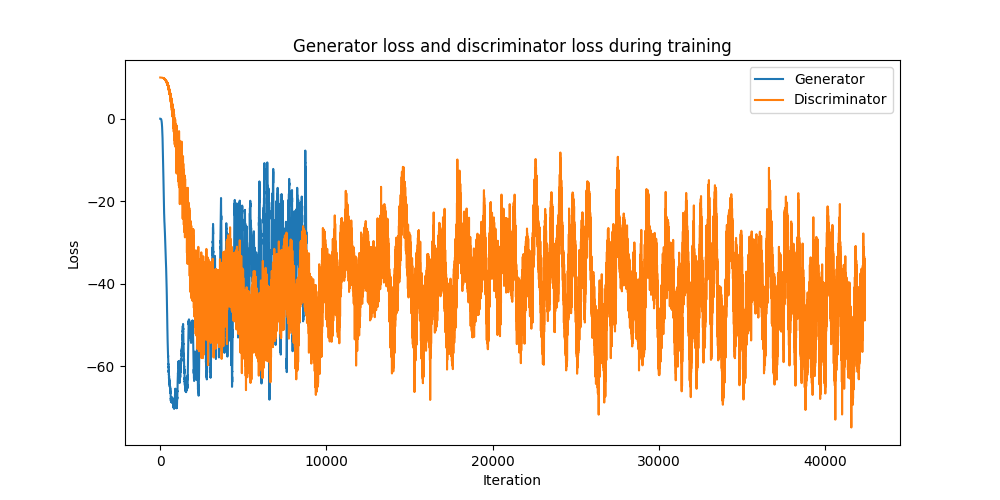 Generator loss and discriminator loss during training
Generator
Discriminator
0
−20
−40
−60
Loss
0
10000
20000
30000
40000
Iteration